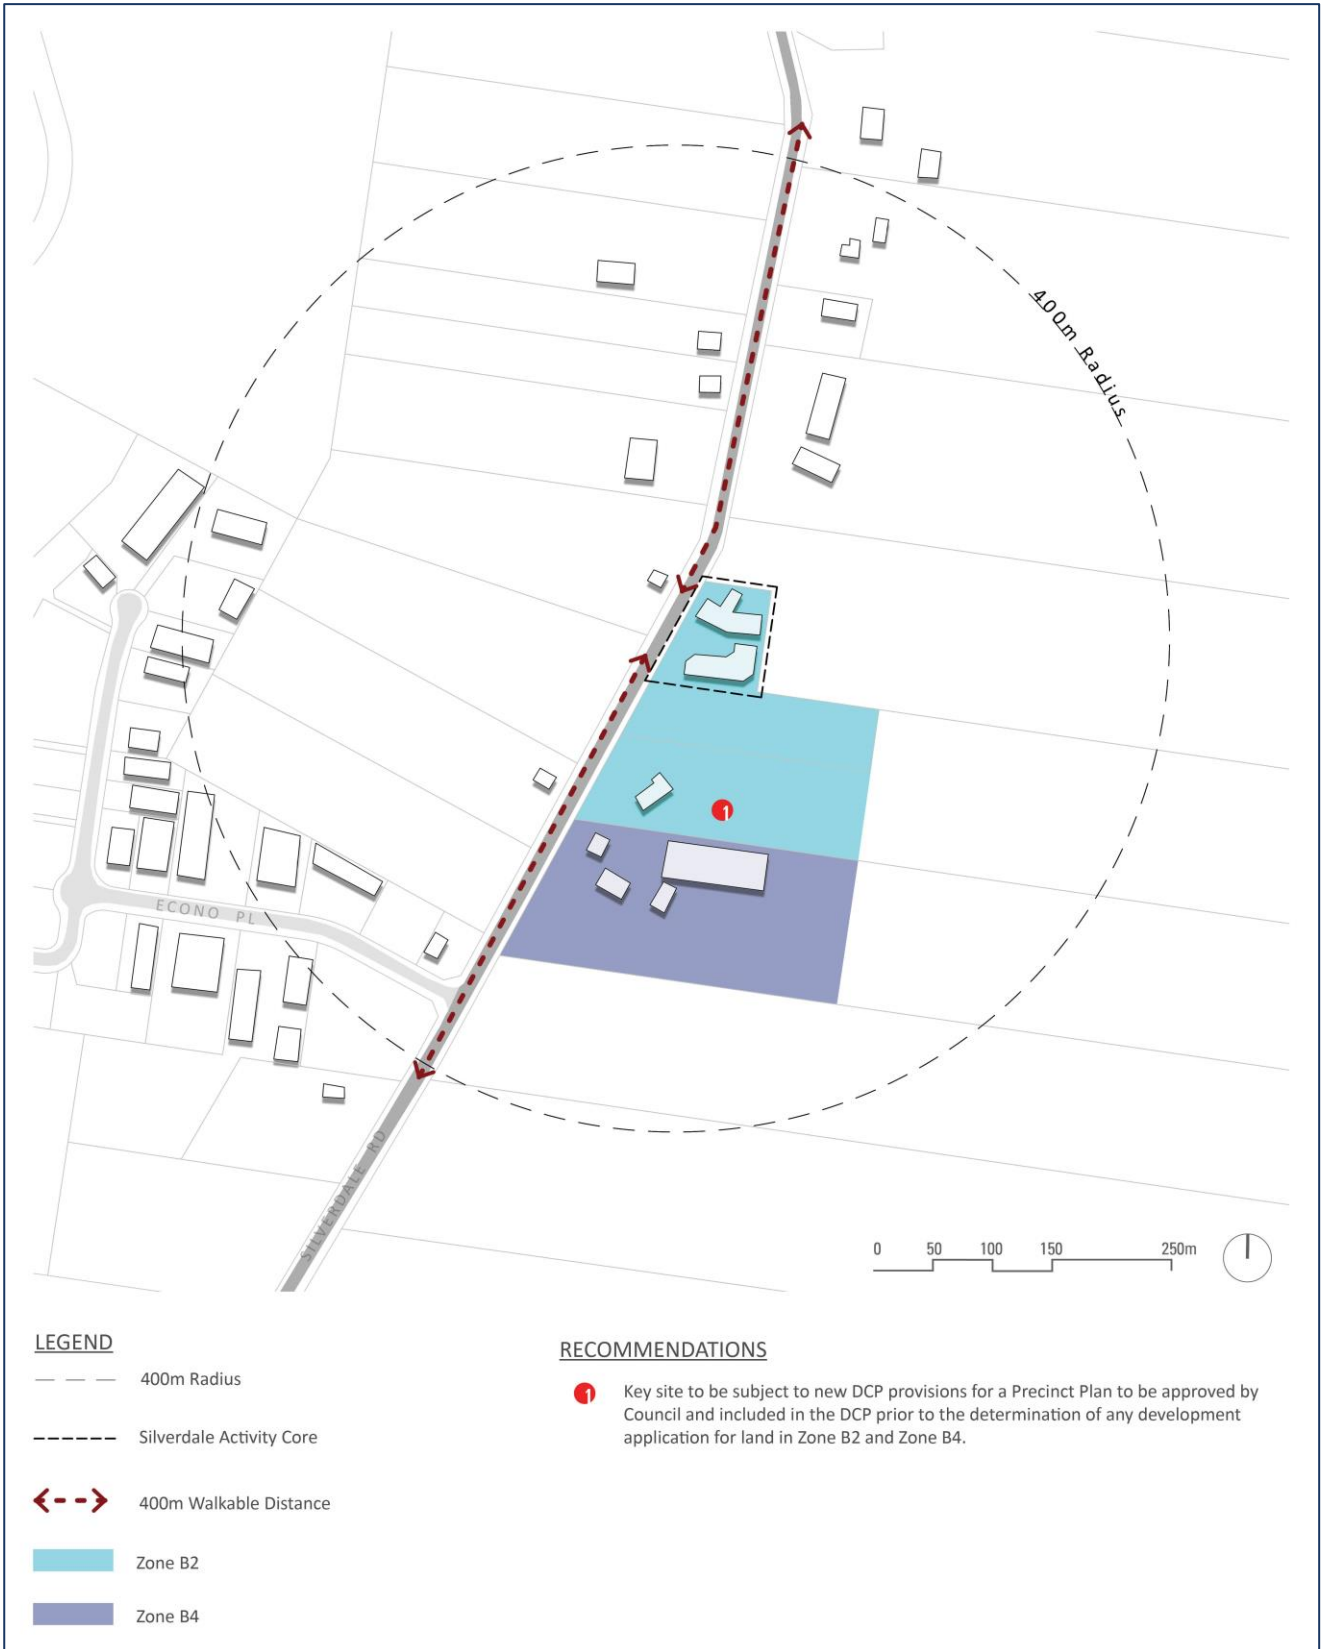 400m Radius
1
ECONO PL
SILVERDALE RD
0 50 100 150 250m
LEGEND
400m Radius
Silverdale Activity Core
400m Walkable Distance
Zone B2
Zone B4
RECOMMENDATIONS
1 Key site to be subject to new DCP provisions for a Precinct Plan to be approved by
Council and included in the DCP prior to the determination of any development
application for land in Zone B2 and Zone B4.